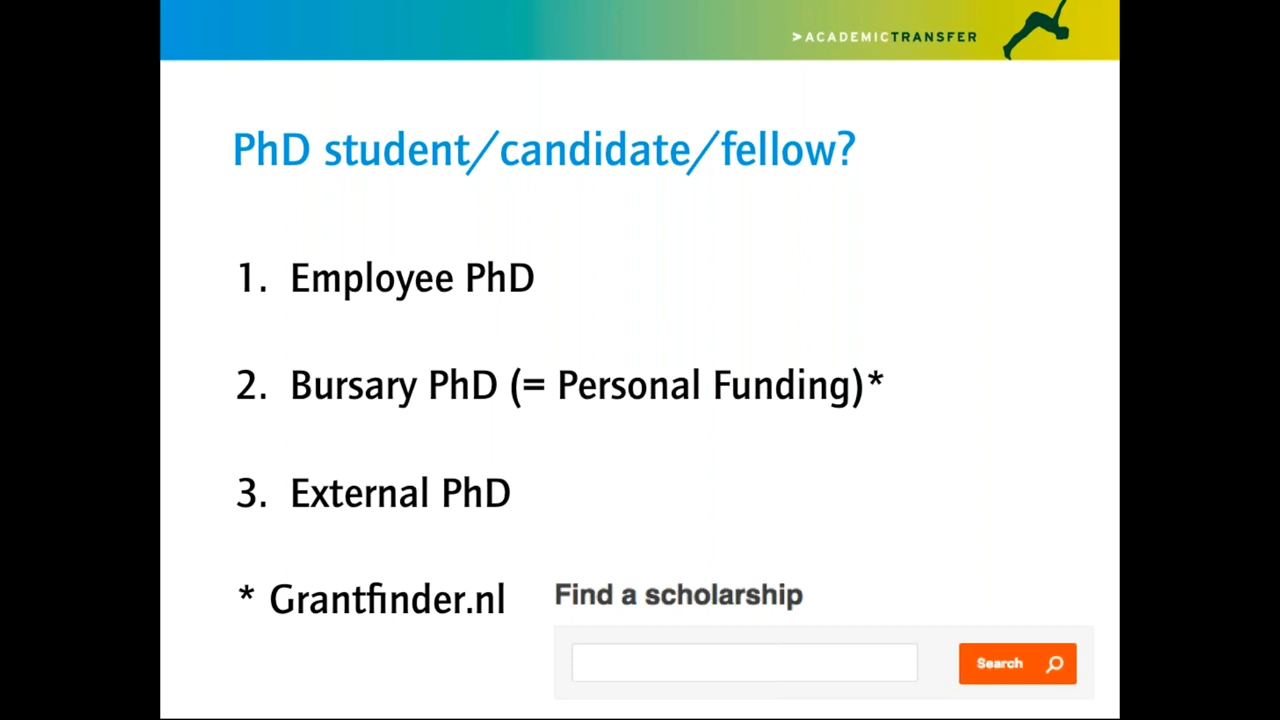 >ACADEMICTRANSFER
PhD student/candidate/fellow?
1. Employee PhD
2. Bursary PhD (= Personal Funding)*
3. External PhD
* Grantfinder.nl
Find a scholarship
Search